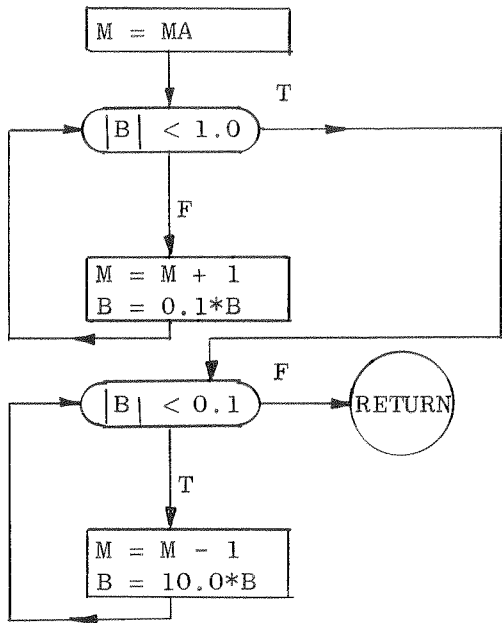 M = MA
T
|B| < 1.0
F
M = M + 1
B = 0.1*B
F
|B| < 0.1
RETURN
T
M = M - 1
B = 10.0*B